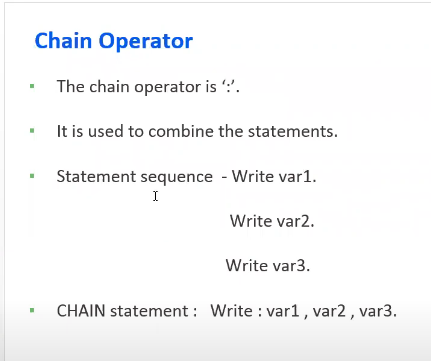 Chain Operator
The chain operator is ‘:’.
It is used to combine the statements.
Statement sequence - Write var1.
Write var2.
Write var3.
CHAIN statement : Write : var1 , var2 , var3.